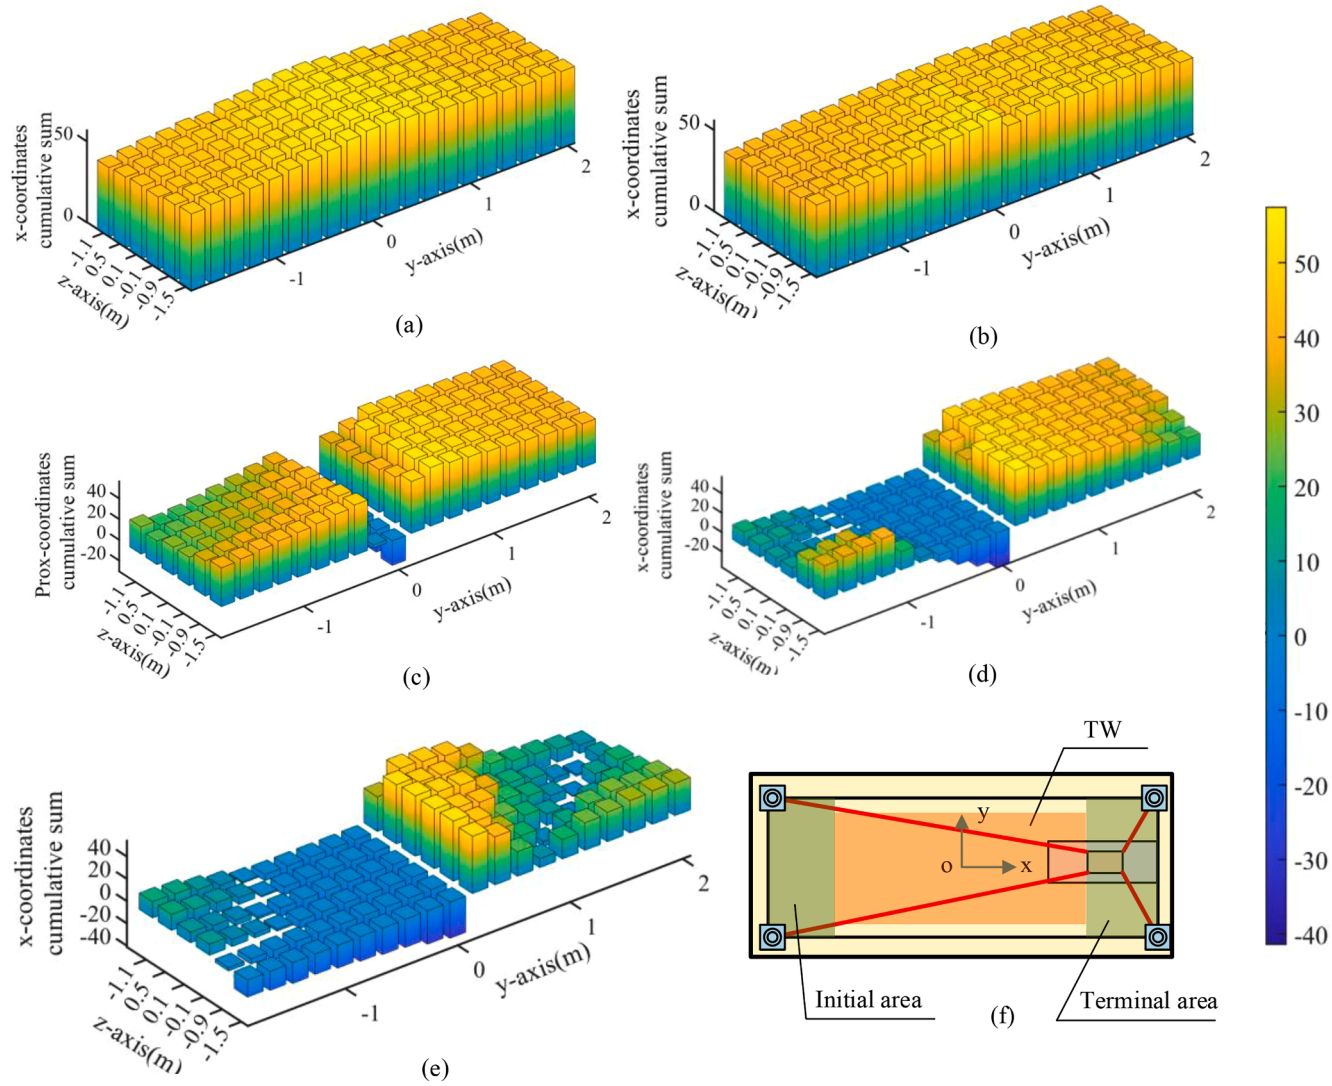 x-coordinates
cumulative sum
50
0
-1.1
0.5
0.1
-0.1
-0.9
-1.5
z-axis(m)
-1
0
1
2
y-axis(m)
(a)
x-coordinates
cumulative sum
50
0
-1.1
0.5
0.1
-0.1
-0.9
-1.5
z-axis(m)
-1
0
1
2
y-axis(m)
(b)
Prox-coordinates
cumulative sum
40
20
0
-20
-1.1
0.5
0.1
-0.1
-0.9
-1.5
z-axis(m)
-1
0
1
2
y-axis(m)
(c)
x-coordinates
cumulative sum
40
20
0
-20
-1.1
0.5
0.1
-0.1
-0.9
-1.5
z-axis(m)
-1
0
1
2
y-axis(m)
(d)
x-coordinates
cumulative sum
40
20
0
-20
-40
-1.1
0.5
0.1
-0.1
-0.9
-1.5
z-axis(m)
-1
0
1
2
y-axis(m)
(e)
TW
y
o
x
Initial area
Terminal area
(f)
50
40
30
20
10
0
-10
-20
-30
-40